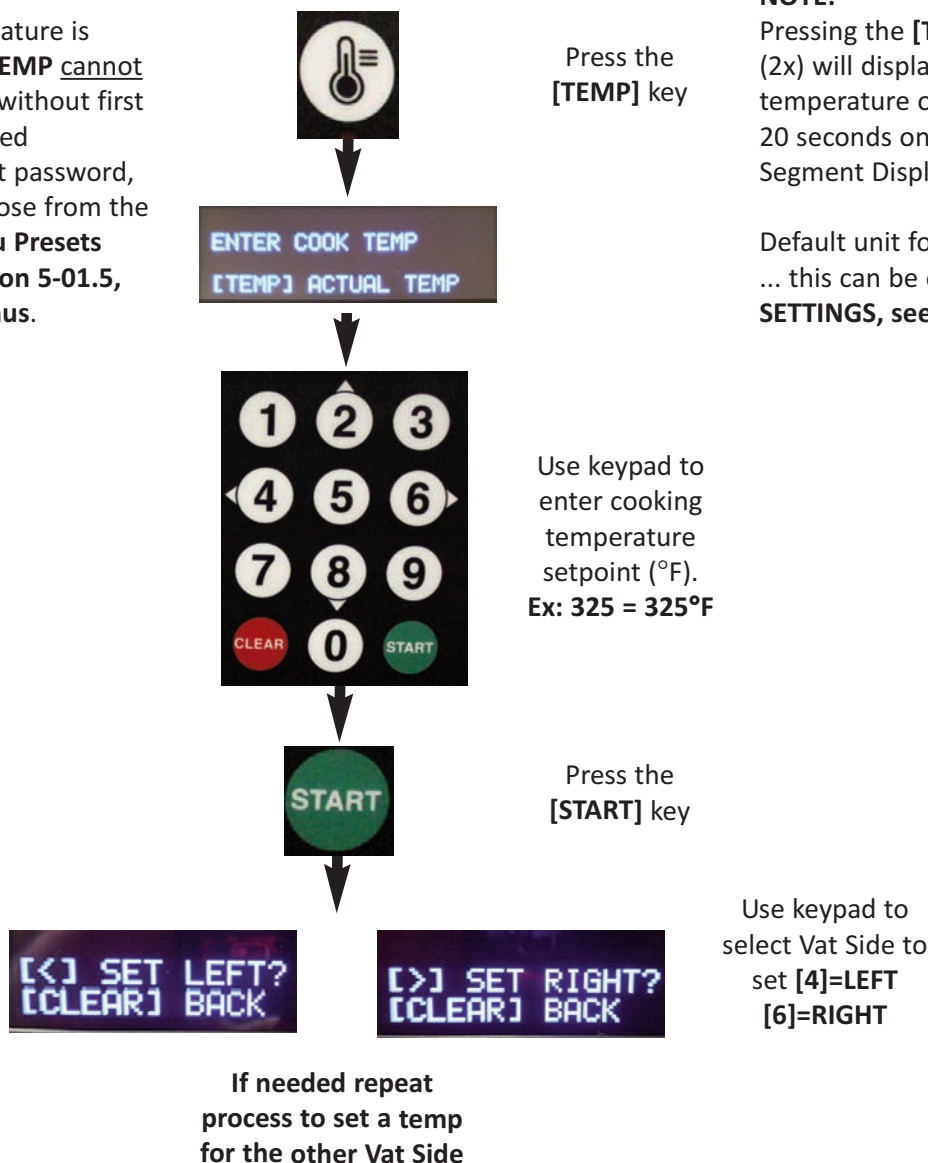 ature is
EMP cannot
without first
ed
t password,
ose from the
u Presets
on 5-01.5,
nus.
Press the
[TEMP] key
NOTE:
Pressing the [T
(2x) will displa
temperature o
20 seconds on
Segment Displ
Default unit fo
... this can be
SETTINGS, see
ENTER COOK TEMP
[TEMP] ACTUAL TEMP
1 2 3
4 5 6
7 8 9
CLEAR 0 START
Use keypad to
enter cooking
temperature
setpoint (°F).
Ex: 325 = 325°F
START
Press the
[START] key
[<] SET LEFT?
[CLEAR] BACK
[>] SET RIGHT?
[CLEAR] BACK
Use keypad to
select Vat Side to
set [4]=LEFT
[6]=RIGHT
If needed repeat
process to set a temp
for the other Vat Side